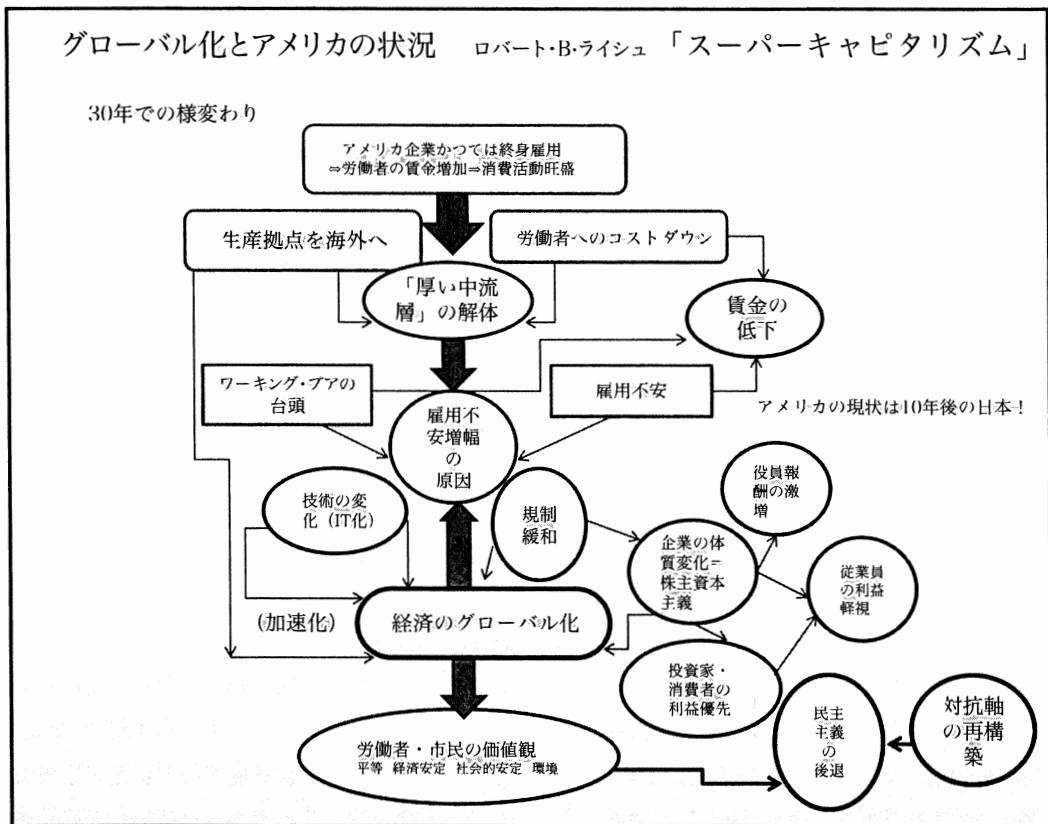 グローバル化とアメリカの状況 ロバート・B・ライシュ 「スーパーキャピタリズム」
30年での様変わり
アメリカ企業かつては終身雇用
⇔労働者の賃金増加⇒消費活動旺盛
生産拠点を海外へ
労働者へのコストダウン
「厚い中流
層」の解体
賃金の
低下
ワーキング・プアの
台頭
雇用不安
アメリカの現状は10年後の日本!
雇用不
安増幅
の
原因
役員報
酬の激
増
技術の変
化（IT化）
規制
緩和
企業の体
質変化＝
株主資本
主義
従業員
の利益
軽視
(加速化)
経済のグローバル化
投資家・
消費者の
利益優先
民主
主義
の
後退
対抗軸
の再構
築
労働者・市民の価値観
平等 経済安定 社会的安定 環境